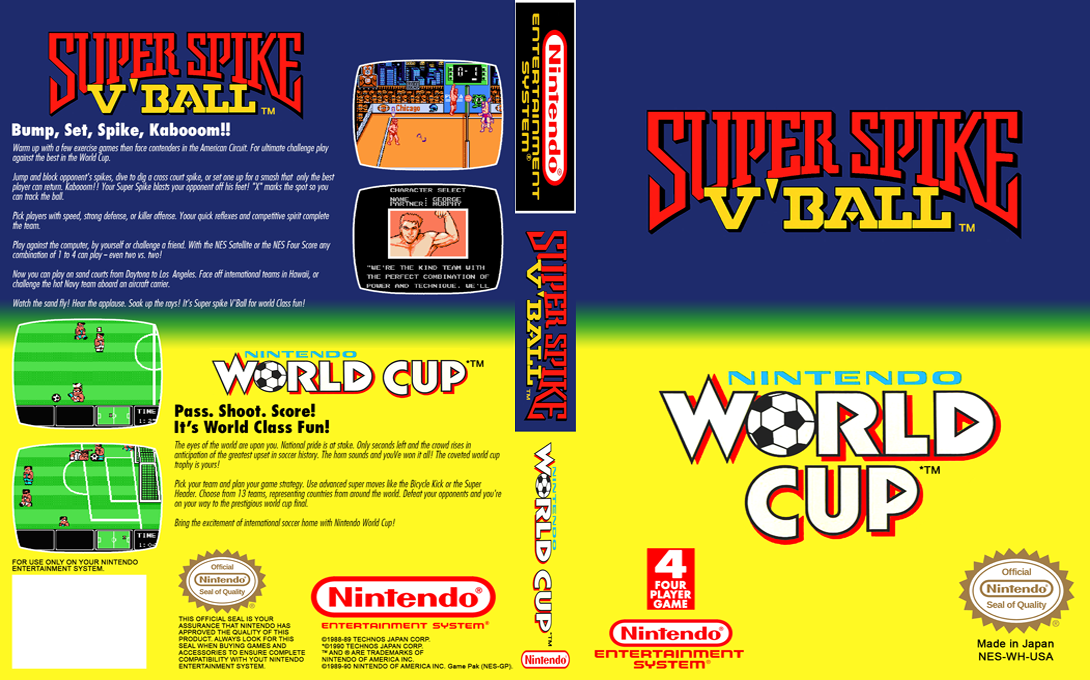 SUPER SPIKE
V'BALL™
Bump, Set, Spike, Kabooom!!
Warm up with a few exercise games then face contenders in the American Circuit. For ultimate challenge play
against the best in the World Cup.
Jump and block opponent's spikes, dive to dig a cross count spike, or set one up for a smash that only the best
player can return. Kabooom!! Your Super Spike blasts your opponent off his feet! "X" marks the spot so you
can track the ball.
Pick players with speed, strong defense, or killer offense. Yoour quick reflexes and competitive spirit complete
the team.
Play against the computer, by yourself or challenge a friend. With the NES Satellite or the NES Four Score any
combination of 1 to 4 can play – even two vs. two!
Now you can play on sand courts from Daytona to Los Angeles. Face off international teams in Hawaii, or
challenge the hot Navy team aboard an aircraft carrier.
Watch the sand fly! Hear the applause. Soak up the rays! It's Super spike V'Ball for world Class fun!
0-1
Chicago
CHARACTER SELECT
NAME : GEORGE
PARTNER: MURPHY
"WE'RE THE KIND TEAM WITH
THE PERFECT COMBINATION OF
POWER AND TECHNIQUE. WE'LL
TIME
TIME
NINTENDO
WORLD CUP*™
Pass. Shoot. Score!
It's World Class Fun!
The eyes of the world are upon you. National pride is at stake. Only seconds left and the crowd rises in
anticipation of the greatest upset in soccer history. The horn sounds and you've won it all! The coveted world cup
trophy is yours!
Pick your team and plan your game strategy. Use advanced super moves like the Bicycle Kick or the Super
Header. Choose from 13 teams, representing countries from around the world. Defeat your opponents and you're
on your way to the prestigious world cup final.
Bring the excitement of international soccer home with Nintendo World Cup!
FOR USE ONLY ON YOUR NINTENDO
ENTERTAINMENT SYSTEM.
Official
Nintendo®
Seal of Quality
®
THIS OFFICIAL SEAL IS YOUR
ASSURANCE THAT NINTENDO HAS
APPROVED THE QUALITY OF THIS
PRODUCT. ALWAYS LOOK FOR THIS
SEAL WHEN BUYING GAMES AND
ACCESSORIES TO ENSURE COMPLETE
COMPATIBILITY WITH YOUT NINTENDO
ENTERTAINMENT SYSTEM.
Nintendo®
ENTERTAINMENT SYSTEM®
©1988-89 TECHNOS JAPAN CORP.
*©1990 TECHNOS JAPAN CORP.
™ AND ® ARE TRADEMARKS OF
NINTENDO OF AMERICA INC.
©1989-90 NINTENDO OF AMERICA INC. Game Pak (NES-GP).
Nintendo®
ENTERTAINMENT
SYSTEM®
SUPER SPIKE
V'BALL™
NINTENDO
WORLD CUP*™
Nintendo
SUPER SPIKE
V'BALL™
NINTENDO
WORLD
CUP*™
4
FOUR
PLAYER
GAME
Nintendo®
ENTERTAINMENT
SYSTEM®
Official
Nintendo®
Seal of Quality
®
Made in Japan
NES-WH-USA